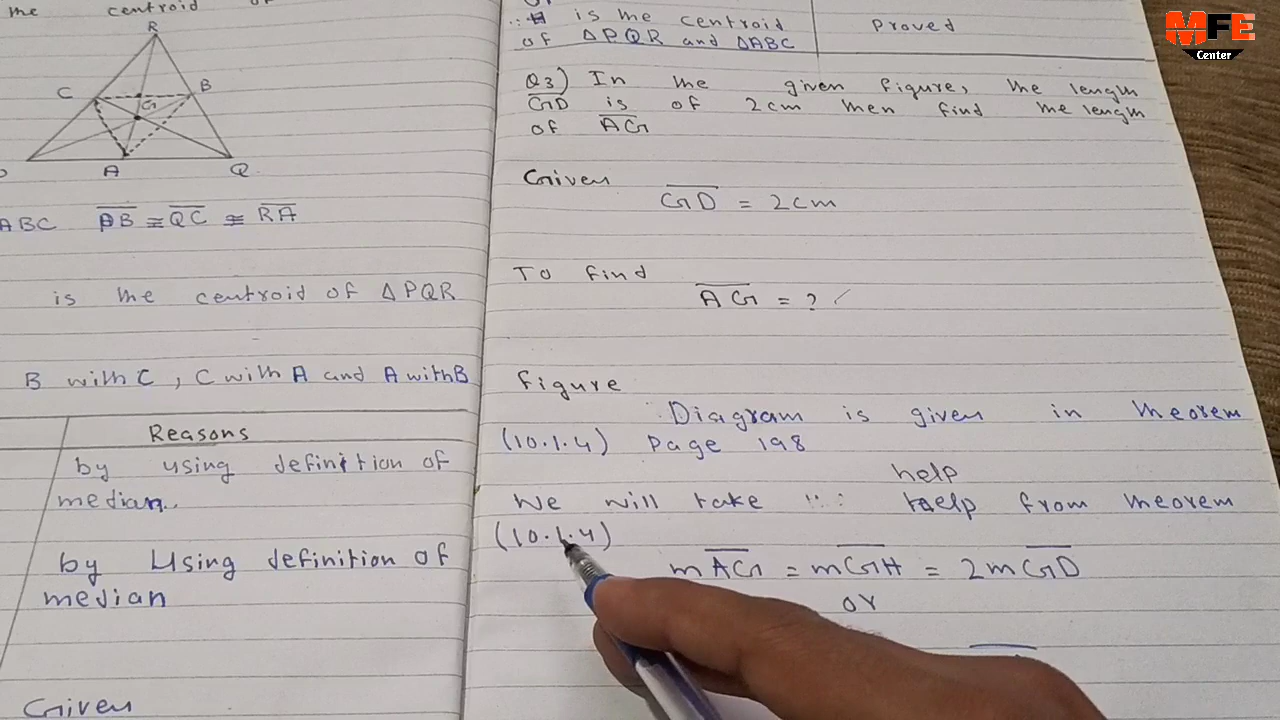 the centroid of
R
C
B
G
A
Q
ABC PB ≅ QC ≅ RA
is the centroid of △PQR
B with C, C with A and A with B
Reasons
by using definition of
median.
by Using definition of
median
Given
is the centroid
of △PQR and △ABC
Proved
Q3) In the given figure, the length
GD is of 2cm then find the length
of AG
Given
GD = 2cm
To find
AG = ?
figure
Diagram is given in theorem
(10.1.4) Page 198
help
We will take help from theorem
(10.1.4)
mAG = mGH = 2mGD
or
MFE
Center